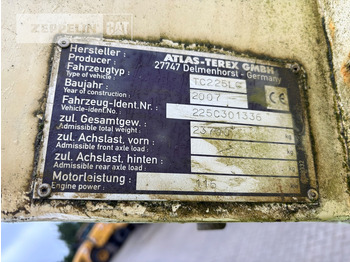 ZEPPELIN CAT
Hersteller:
Producer:
ATLAS-TEREX GMBH
27747 Delmenhorst - Germany
Fahrzeugtyp:
Type of vehicle:
TC225LC
Baujahr:
Year of construction:
2007
CE
Fahrzeug-Ident.Nr.:
Vehicle-Ident.No.:
225C301336
zul. Gesamtgew.
Admissible total weight:
zul. Achslast, vorn:
Admissible front axle load:
zul. Achslast, hinten:
Admissible rear axle load:
Motorleistung:
Engine power:
115